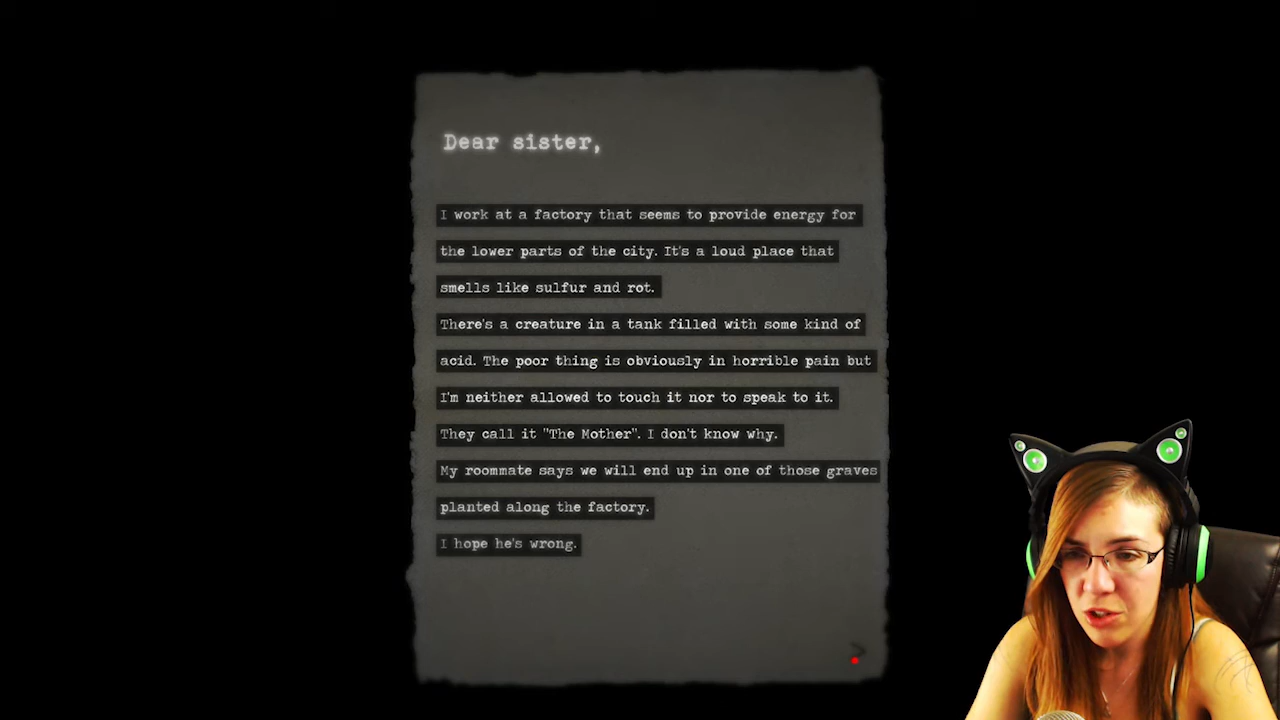 Dear sister,
I work at a factory that seems to provide energy for
the lower parts of the city. It's a loud place that
smells like sulfur and rot.
There's a creature in a tank filled with some kind of
acid. The poor thing is obviously in horrible pain but
I'm neither allowed to touch it nor to speak to it.
They call it "The Mother". I don't know why.
My roommate says we will end up in one of those graves
planted along the factory.
I hope he's wrong.